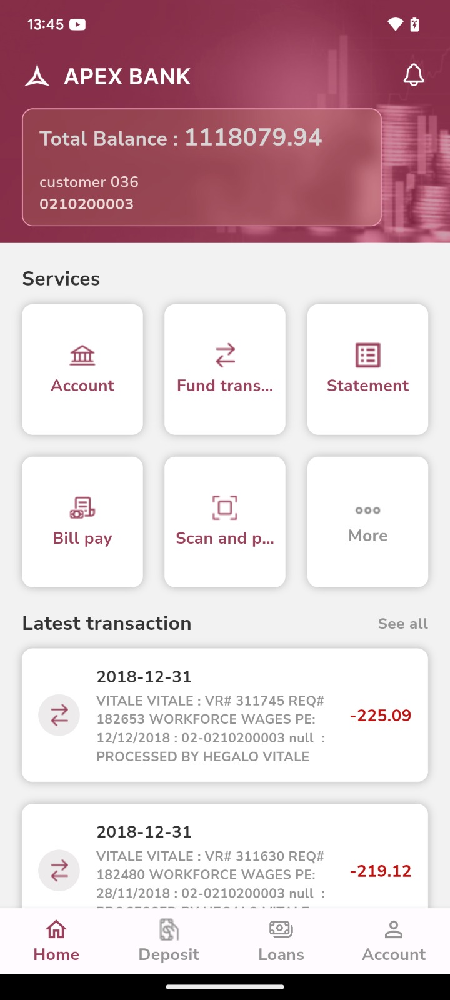 13:45
APEX BANK
Total Balance : 1118079.94
customer 036
0210200003
Services
Account
Fund trans...
Statement
Bill pay
Scan and p...
More
Latest transaction
See all
2018-12-31
VITALE VITALE : VR# 311745 REQ#
182653 WORKFORCE WAGES PE:
12/12/2018 : 02-0210200003 null  :
PROCESSED BY HEGALO VITALE
-225.09
2018-12-31
VITALE VITALE : VR# 311630 REQ#
182480 WORKFORCE WAGES PE:
28/11/2018 : 02-0210200003 null  :
-219.12
Home
Deposit
Loans
Account